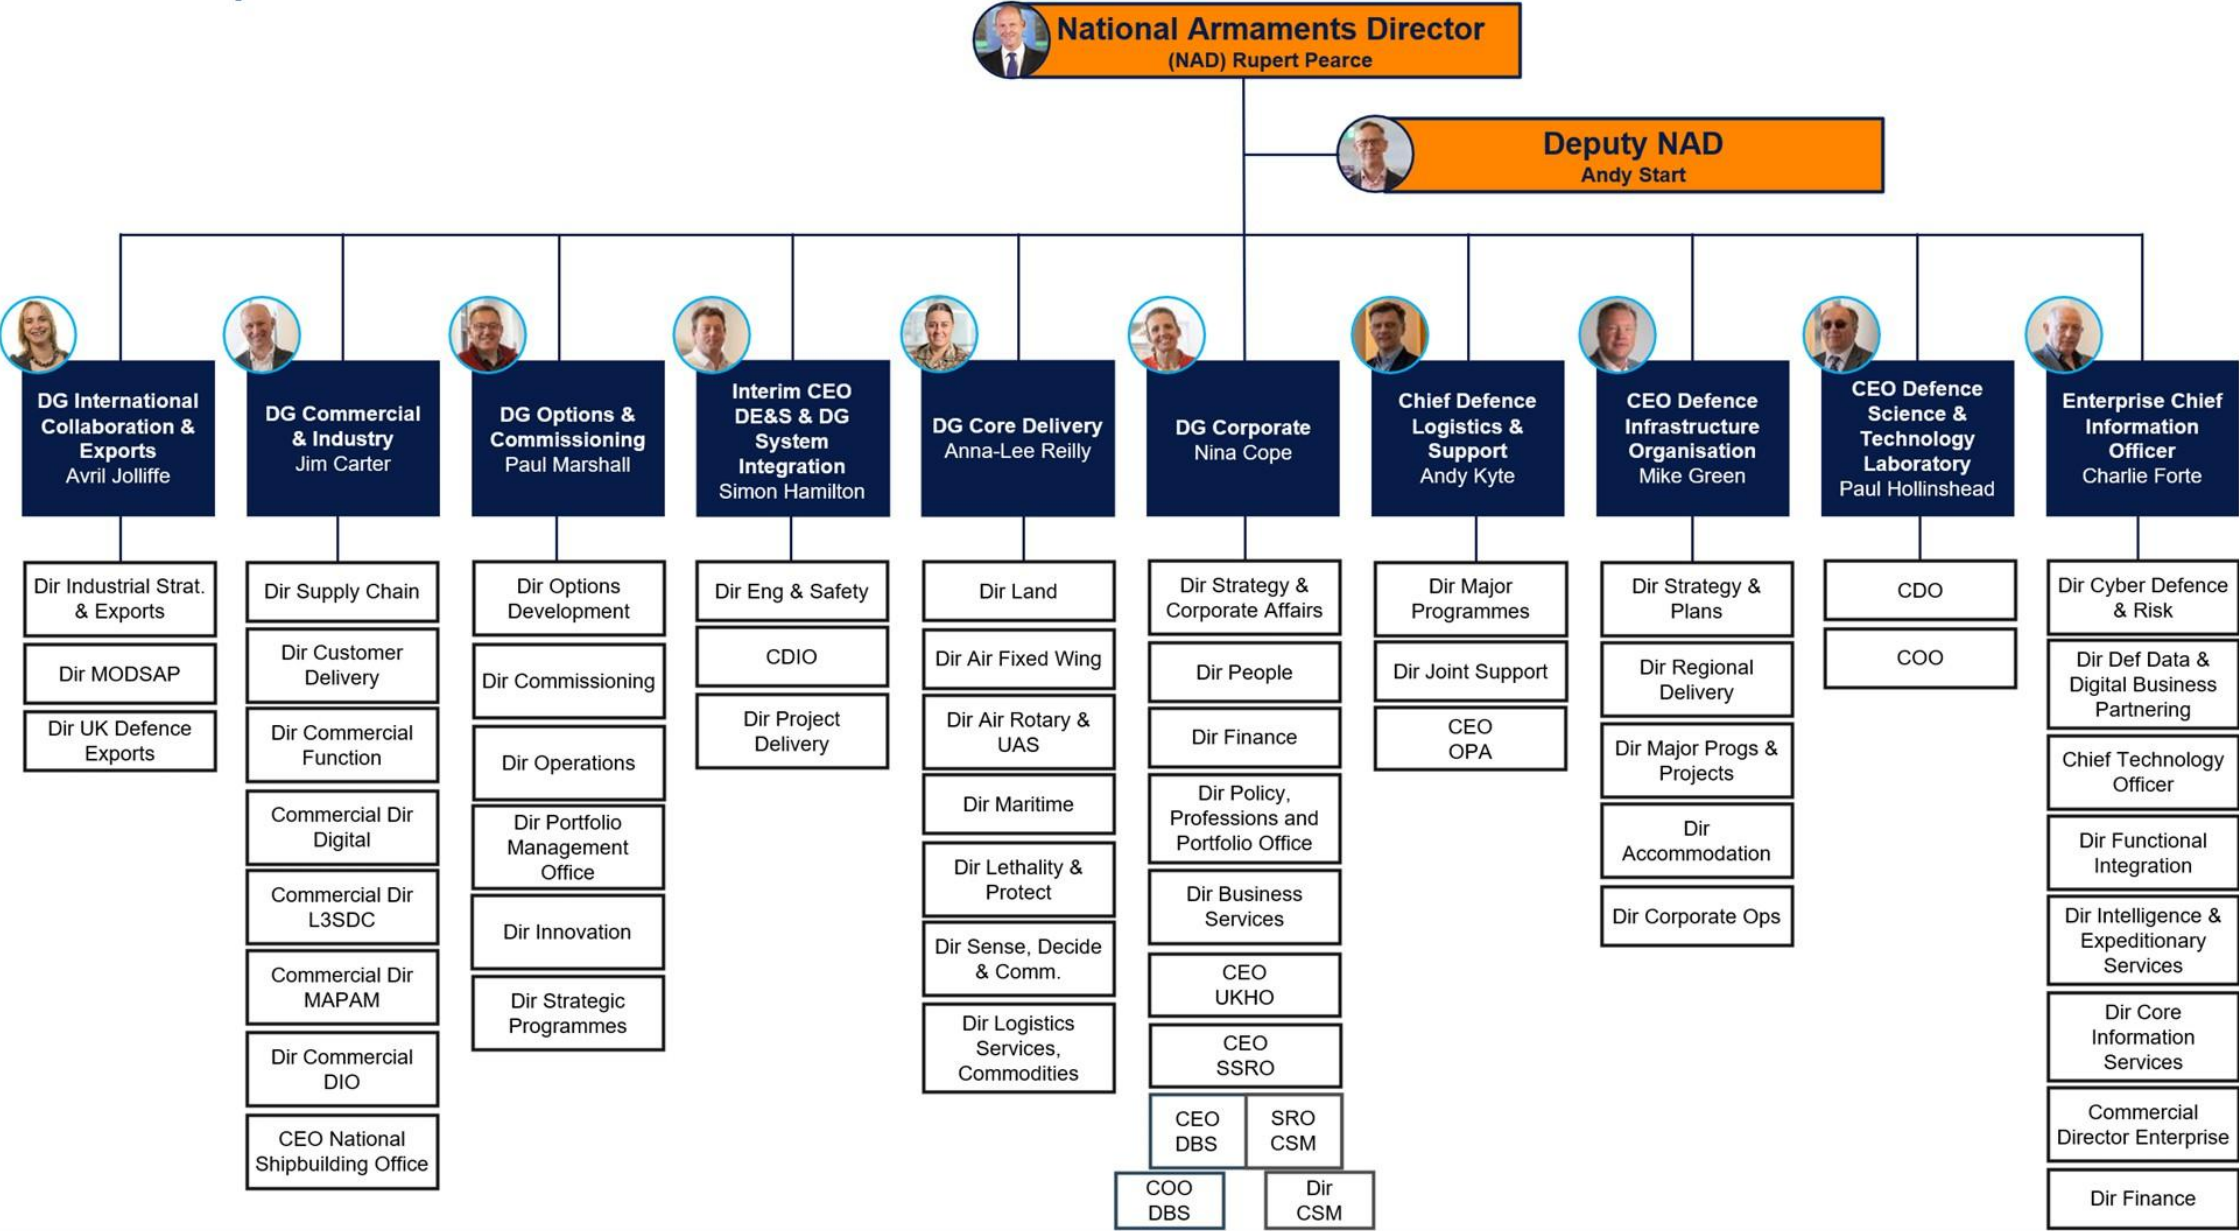 National Armaments Director
(NAD) Rupert Pearce
Deputy NAD
Andy Start
DG International
Collaboration &
Exports
Avril Jolliffe
Dir Industrial Strat.
& Exports
Dir MODSAP
Dir UK Defence
Exports
DG Commercial
& Industry
Jim Carter
Dir Supply Chain
Dir Customer
Delivery
Dir Commercial
Function
Commercial Dir
Digital
Commercial Dir
L3SDC
Commercial Dir
MAPAM
Dir Commercial
DIO
CEO National
Shipbuilding Office
DG Options &
Commissioning
Paul Marshall
Dir Options
Development
Dir Commissioning
Dir Operations
Dir Portfolio
Management
Office
Dir Innovation
Dir Strategic
Programmes
Interim CEO
DE&S & DG
System
Integration
Simon Hamilton
Dir Eng & Safety
CDIO
Dir Project
Delivery
DG Core Delivery
Anna-Lee Reilly
Dir Land
Dir Air Fixed Wing
Dir Air Rotary &
UAS
Dir Maritime
Dir Lethality &
Protect
Dir Sense, Decide
& Comm.
Dir Logistics
Services,
Commodities
DG Corporate
Nina Cope
Dir Strategy &
Corporate Affairs
Dir People
Dir Finance
Dir Policy,
Professions and
Portfolio Office
Dir Business
Services
CEO
UKHO
CEO
SSRO
CEO
DBS
SRO
CSM
COO
DBS
Dir
CSM
Chief Defence
Logistics &
Support
Andy Kyte
Dir Major
Programmes
Dir Joint Support
CEO
OPA
CEO Defence
Infrastructure
Organisation
Mike Green
Dir Strategy &
Plans
Dir Regional
Delivery
Dir Major Progs &
Projects
Dir
Accommodation
Dir Corporate Ops
CEO Defence
Science &
Technology
Laboratory
Paul Hollinshead
CDO
COO
Enterprise Chief
Information
Officer
Charlie Forte
Dir Cyber Defence
& Risk
Dir Def Data &
Digital Business
Partnering
Chief Technology
Officer
Dir Functional
Integration
Dir Intelligence &
Expeditionary
Services
Dir Core
Information
Services
Commercial
Director Enterprise
Dir Finance